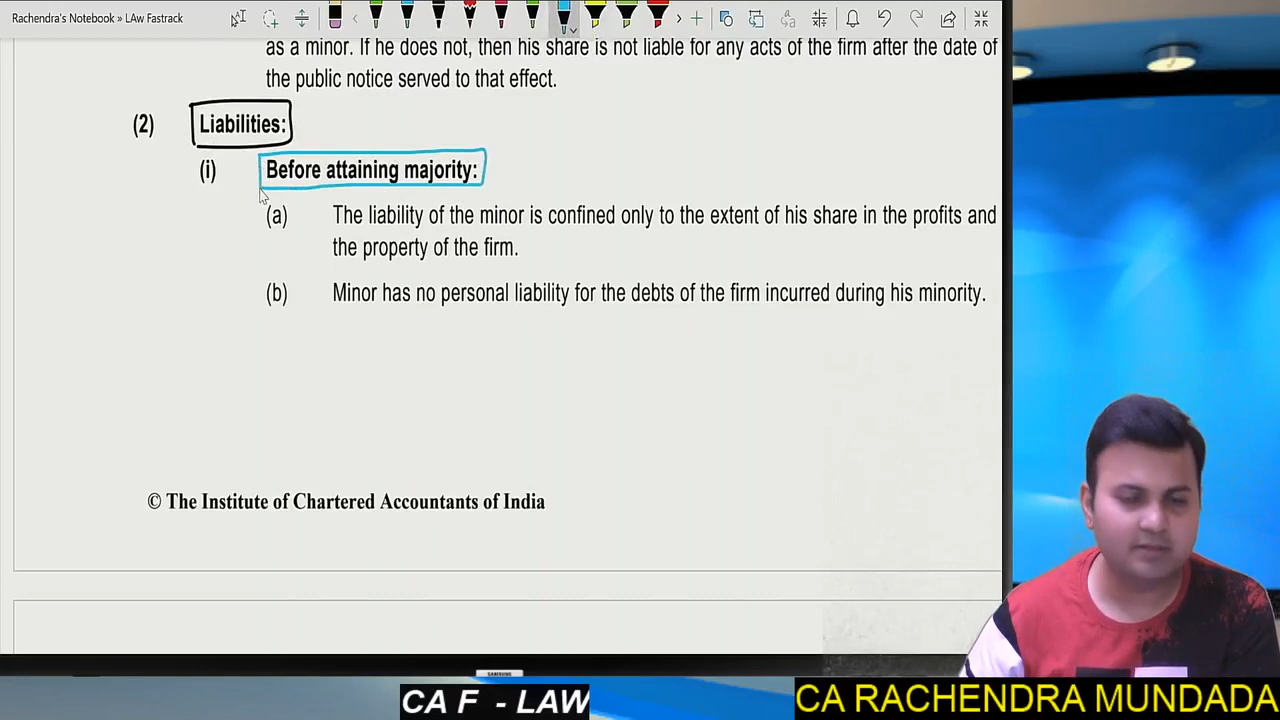 Rachendra's Notebook » LAw Fastrack
as a minor. If he does not, then his share is not liable for any acts of the firm after the date of
the public notice served to that effect.
(2) Liabilities:
(i) Before attaining majority:
(a) The liability of the minor is confined only to the extent of his share in the profits and
the property of the firm.
(b) Minor has no personal liability for the debts of the firm incurred during his minority.
© The Institute of Chartered Accountants of India
SAMSUNG
CA F - LAW
CA RACHENDRA MUNDADA